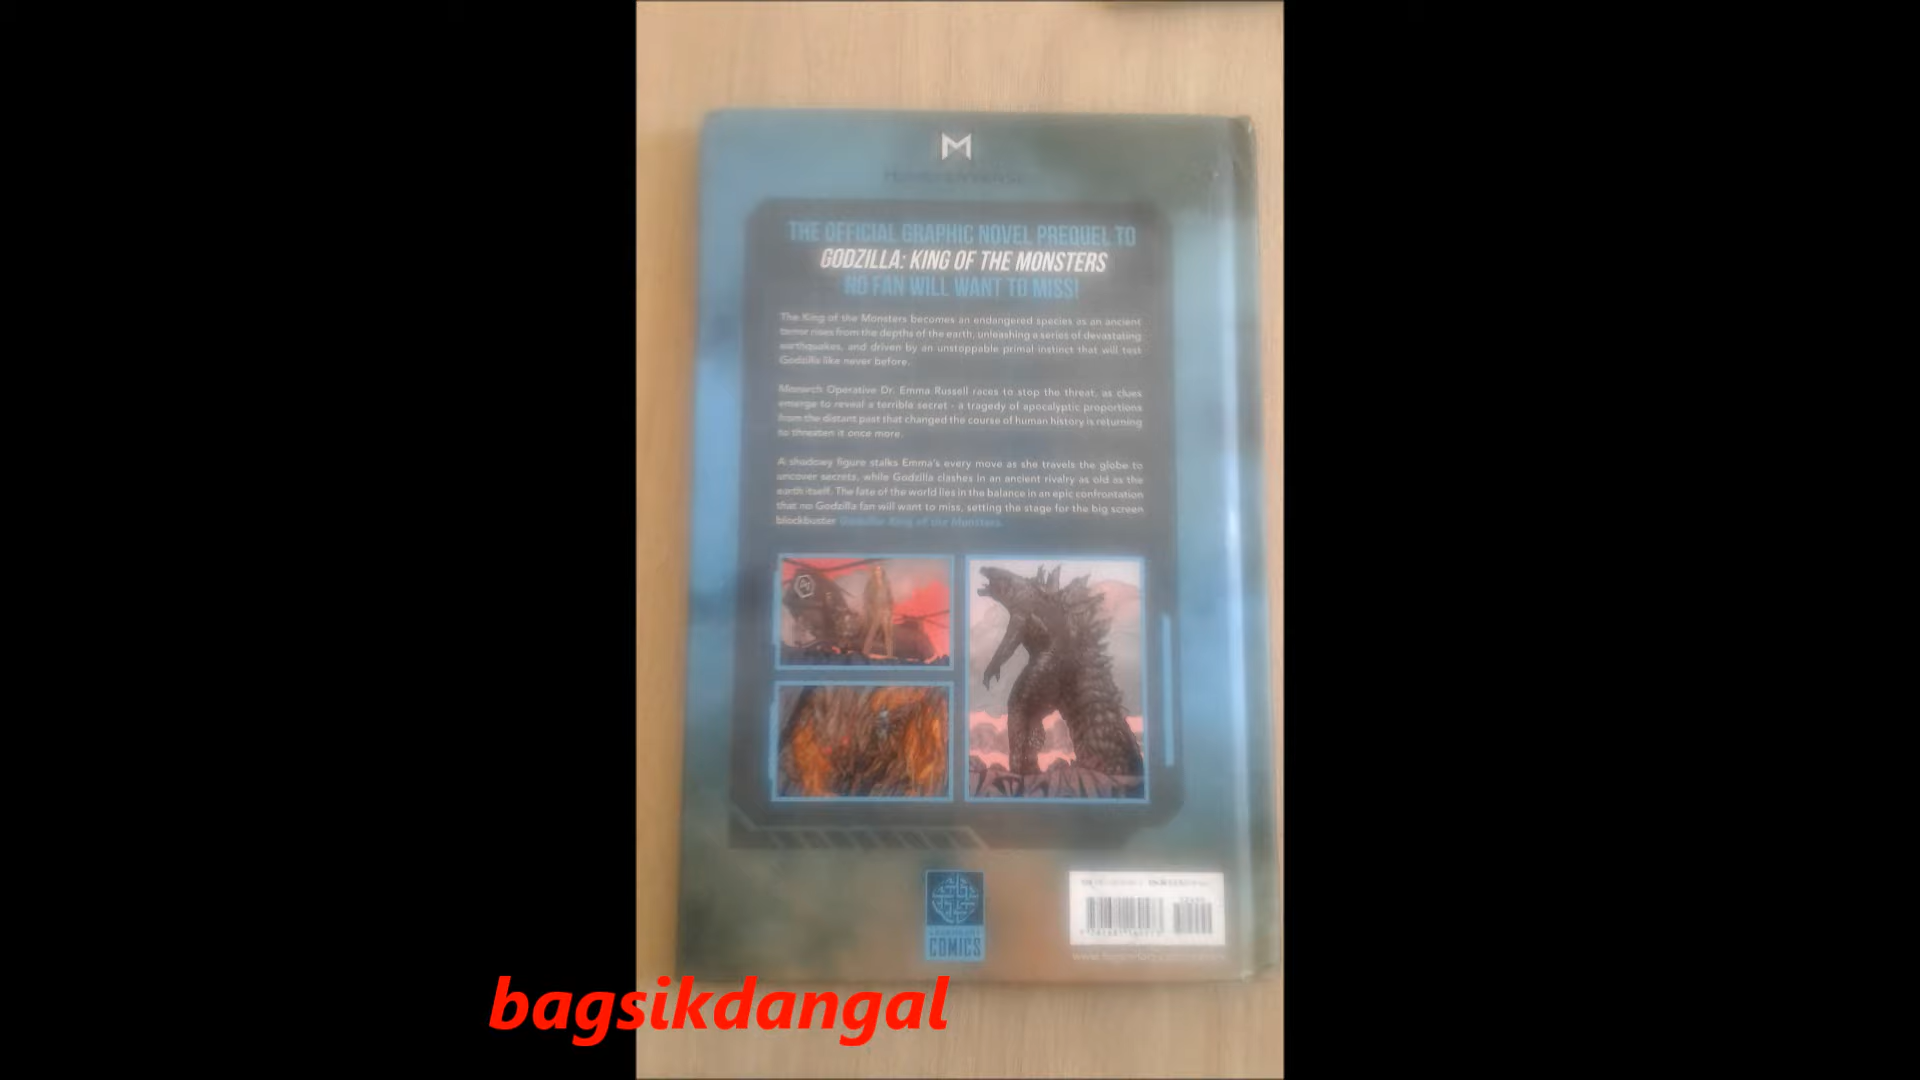 M
MONSTERVERSE
THE OFFICIAL GRAPHIC NOVEL PREQUEL TO
GODZILLA: KING OF THE MONSTERS
NO FAN WILL WANT TO MISS!
The King of the Monsters becomes an endangered species as an ancient
terror rises from the depths of the earth, unleashing a series of devastating
earthquakes, and driven by an unstoppable primal instinct that will test
Godzilla like never before.
Monarch Operative Dr. Emma Russell races to stop the threat, as clues
emerge to reveal a terrible secret - a tragedy of apocalyptic proportions
from the distant past that changed the course of human history is returning
to threaten it once more.
A shadowy figure stalks Emma's every move as she travels the globe to
uncover secrets, while Godzilla clashes in an ancient rivalry as old as the
earth itself. The fate of the world lies in the balance in an epic confrontation
that no Godzilla fan will want to miss, setting the stage for the big screen
blockbuster Godzilla: King of the Monsters.
LEGENDARY
COMICS
bagsikdangal